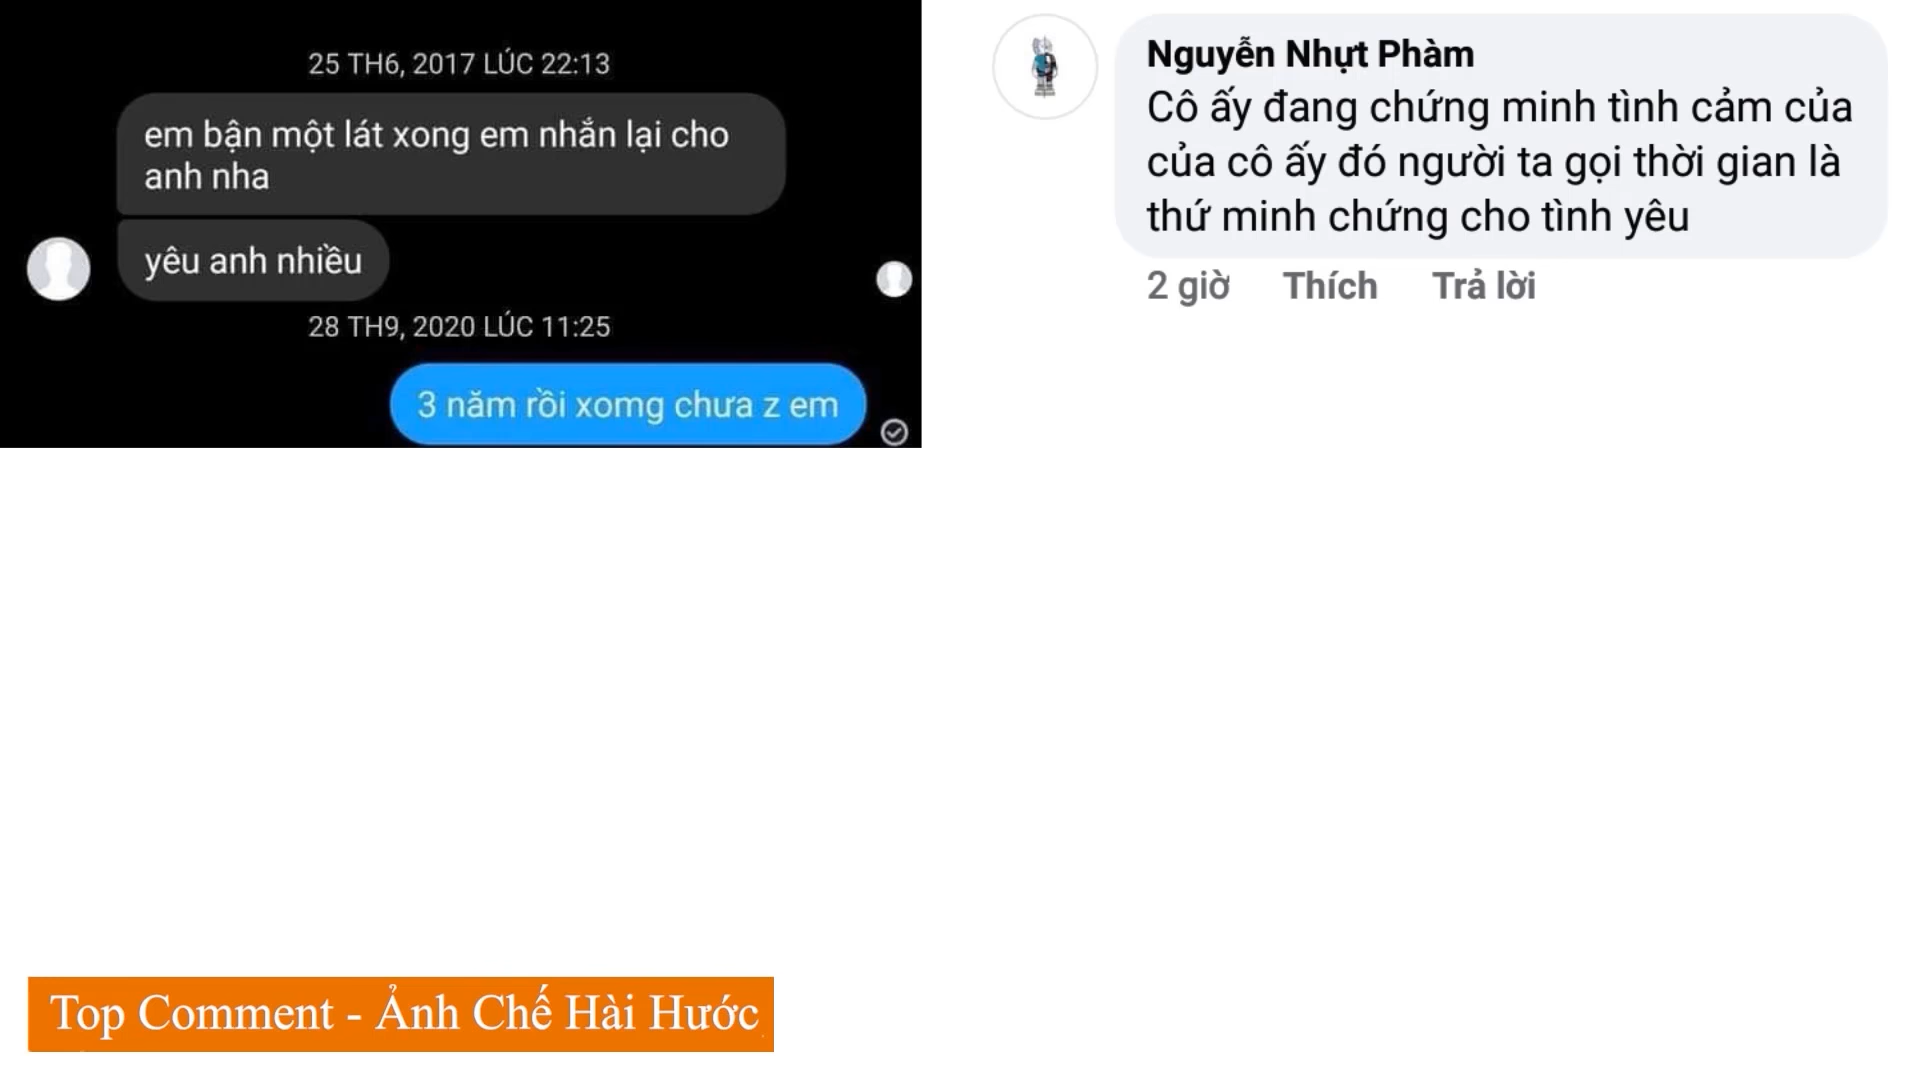 25 TH6, 2017 LÚC 22:13
em bận một lát xong em nhắn lại cho
anh nha
yêu anh nhiều
28 TH9, 2020 LÚC 11:25
3 năm rồi xomg chưa z em
Nguyễn Nhựt Phàm
Cô ấy đang chứng minh tình cảm của
của cô ấy đó người ta gọi thời gian là
thứ minh chứng cho tình yêu
2 giờ Thích Trả lời
Top Comment - Ảnh Chế Hài Hước